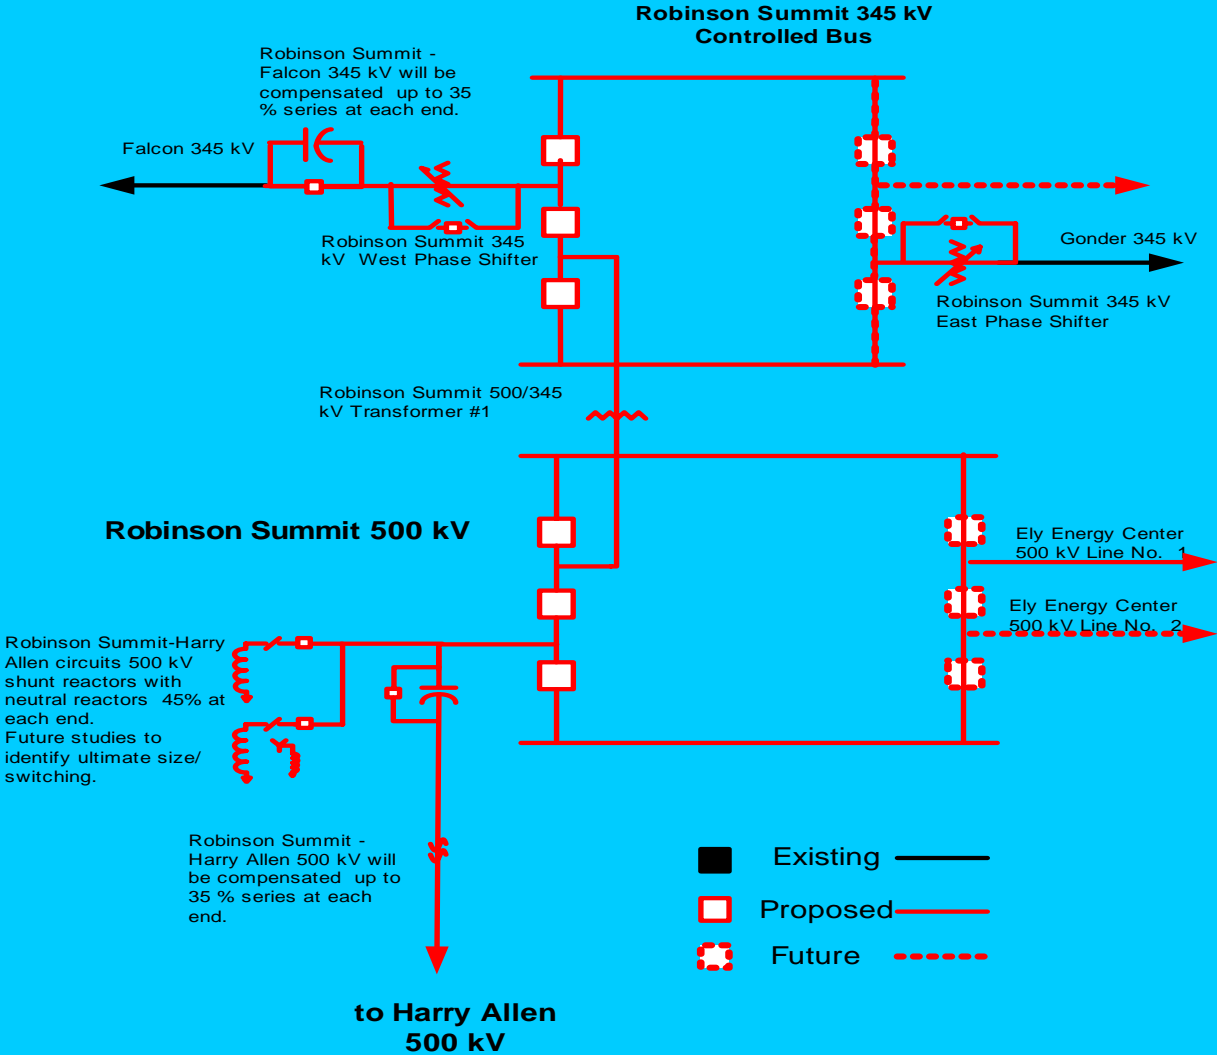 Robinson Summit 345 kV
Controlled Bus
Robinson Summit -
Falcon 345 kV will be
compensated up to 35
% series at each end.
Falcon 345 kV
Robinson Summit 345
kV West Phase Shifter
Gonder 345 kV
Robinson Summit 345 kV
East Phase Shifter
Robinson Summit 500/345
kV Transformer #1
Robinson Summit 500 kV
Ely Energy Center
500 kV Line No. 1
Ely Energy Center
500 kV Line No. 2
Robinson Summit-Harry
Allen circuits 500 kV
shunt reactors with
neutral reactors 45% at
each end.
Future studies to
identify ultimate size/
switching.
Robinson Summit -
Harry Allen 500 kV will
be compensated up to
35 % series at each
end.
Existing
Proposed
Future
to Harry Allen
500 kV